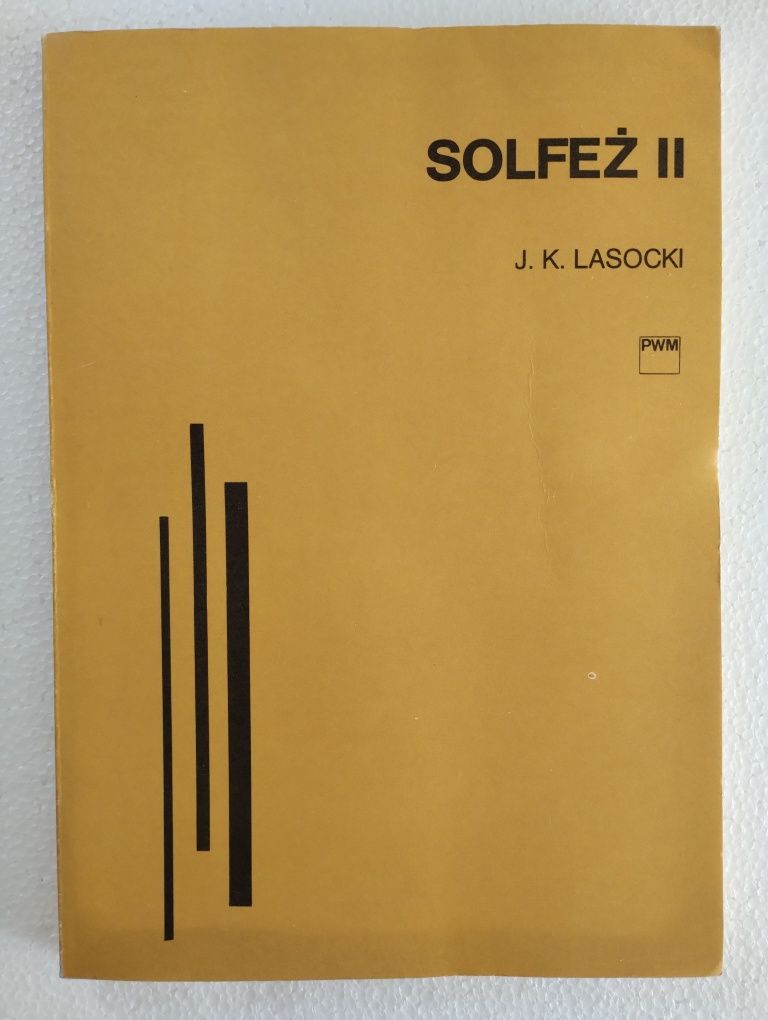 SOLFEŻ II
J. K. LASOCKI
PWM